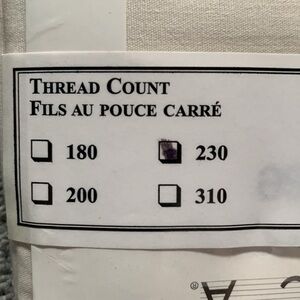 THREAD COUNT
FILS AU POUCE CARRÉ
180 230
200 310